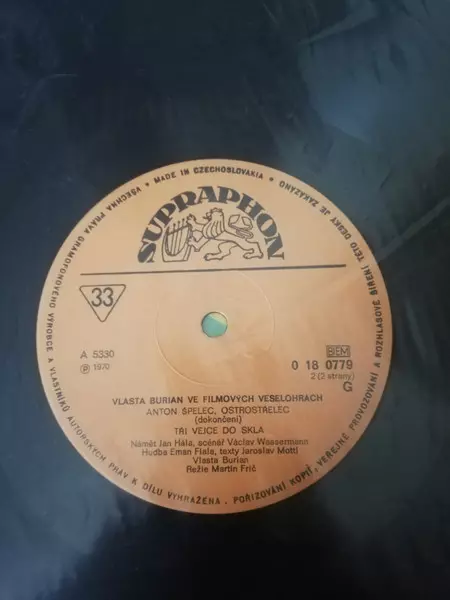 VŠECHNA PRÁVA GRAMOFONOVÉHO VÝROBCE A VLASTNÍKŮ AUTORSKÝCH PRÁV K DÍLU VYHRAŽENA. POŘIZOVÁNÍ KOPIÍ, VEŘEJNÉ PROVOZOVÁNÍ A ROZHLASOVÉ ŠÍŘENÍ TÉTO DESKY JE ZAKÁZÁNO • MADE IN CZECHOSLOVAKIA •
SUPRAPHON
33
A 5330
Ⓟ 1970
BIEM
0 18 0779
2 (2 strany)
G
VLASTA BURIAN VE FILMOVÝCH VESELOHRÁCH
ANTON ŠPELEC, OSTROSTŘELEC
(dokončení)
TŘI VEJCE DO SKLA
Námět Jan Hála, scénář Václav Wassermann
Hudba Eman Fiala, texty Jaroslav Mottl
Vlasta Burian
Režie Martin Frič